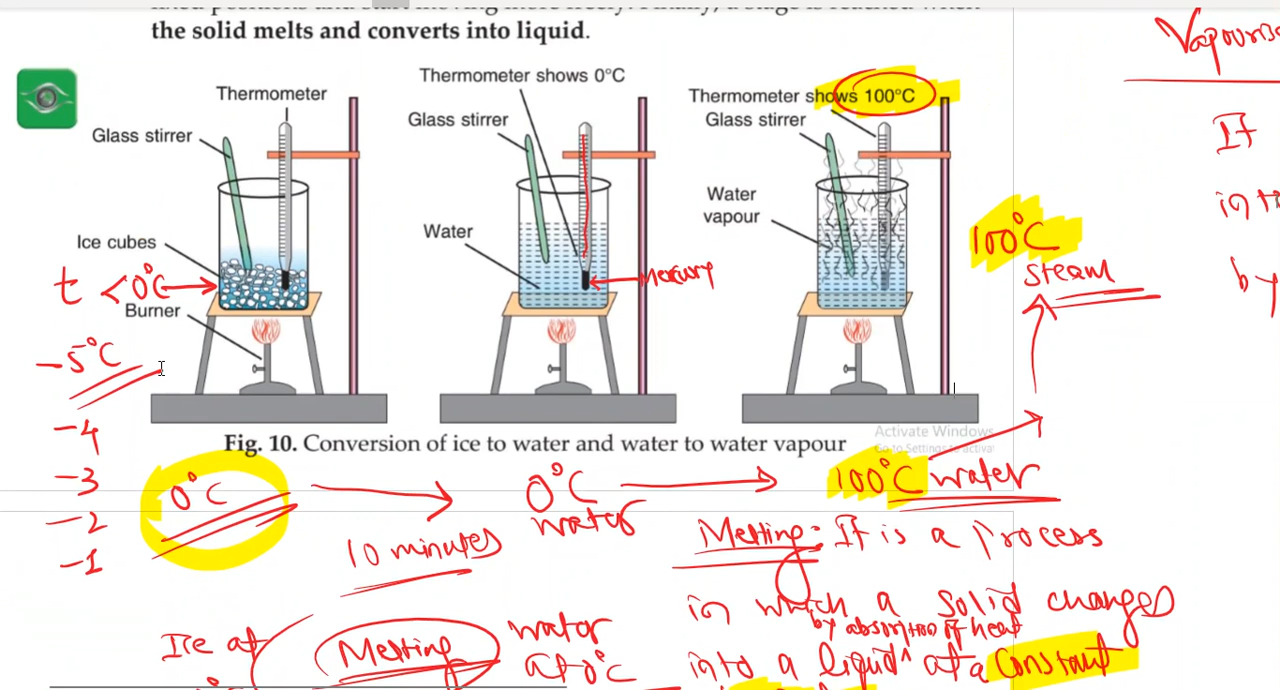 the solid melts and converts into liquid.
Thermometer
Glass stirrer
Ice cubes
t < 0°C
Burner
Thermometer shows 0°C
Glass stirrer
Water
Mercury
Thermometer shows 100°C
Glass stirrer
Water
vapour
100°C
steam
-5°C
-4
-3
-2
-1
Fig. 10. Conversion of ice to water and water to water vapour
Activate Windows
0°C
10 minutes
0°C
water
100°C water
Melting: It is a process
in which a solid changes
by absorption of heat
into a liquid at a constant
Ice at
Melting
water
at 0°C
If
by